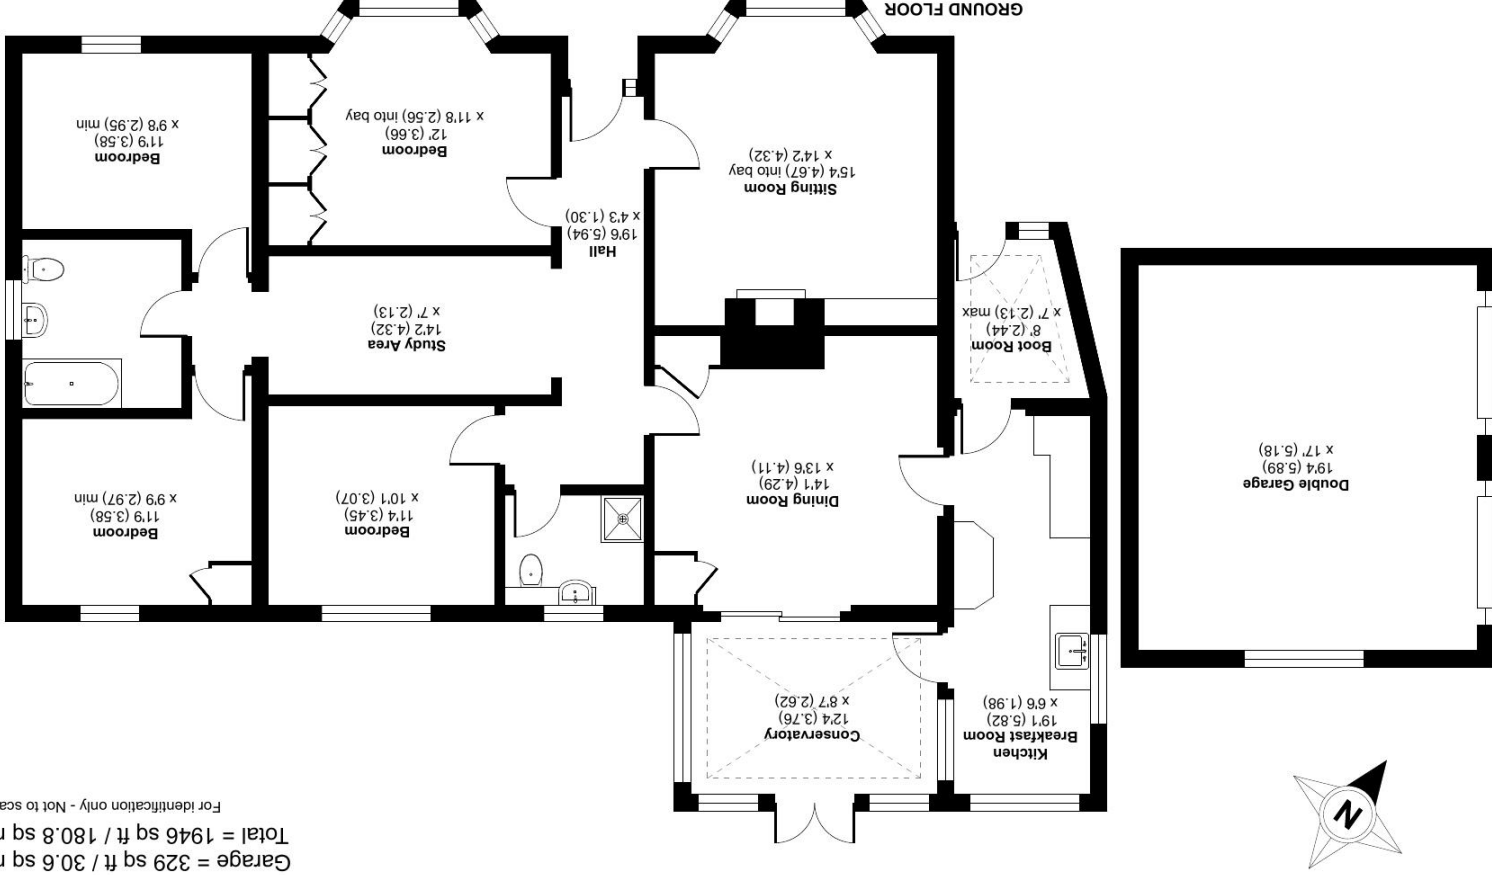 Garage = 329 sq ft / 30.6 sq
Total = 1946 sq ft / 180.8 sq
For identification only - Not to
N
Kitchen
Breakfast Room
19'1 (5.82)
x 6'6 (1.98)
Conservatory
12'4 (3.76)
x 8'7 (2.62)
Double Garage
19'4 (5.89)
x 17' (5.18)
Dining Room
14'1 (4.29)
x 13'6 (4.11)
Bedroom
11'4 (3.45)
x 10'1 (3.07)
Bedroom
11'9 (3.58)
x 9'9 (2.97) min
Boot Room
8' (2.44)
x 7' (2.13) max
Study Area
14'2 (4.32)
x 7' (2.13)
Hall
19'6 (5.94)
x 4'3 (1.30)
Sitting Room
15'4 (4.67) into bay
x 14'2 (4.32)
Bedroom
12' (3.66)
x 11'8 (2.56) into bay
Bedroom
11'9 (3.58)
x 9'8 (2.95) min
GROUND FLOOR